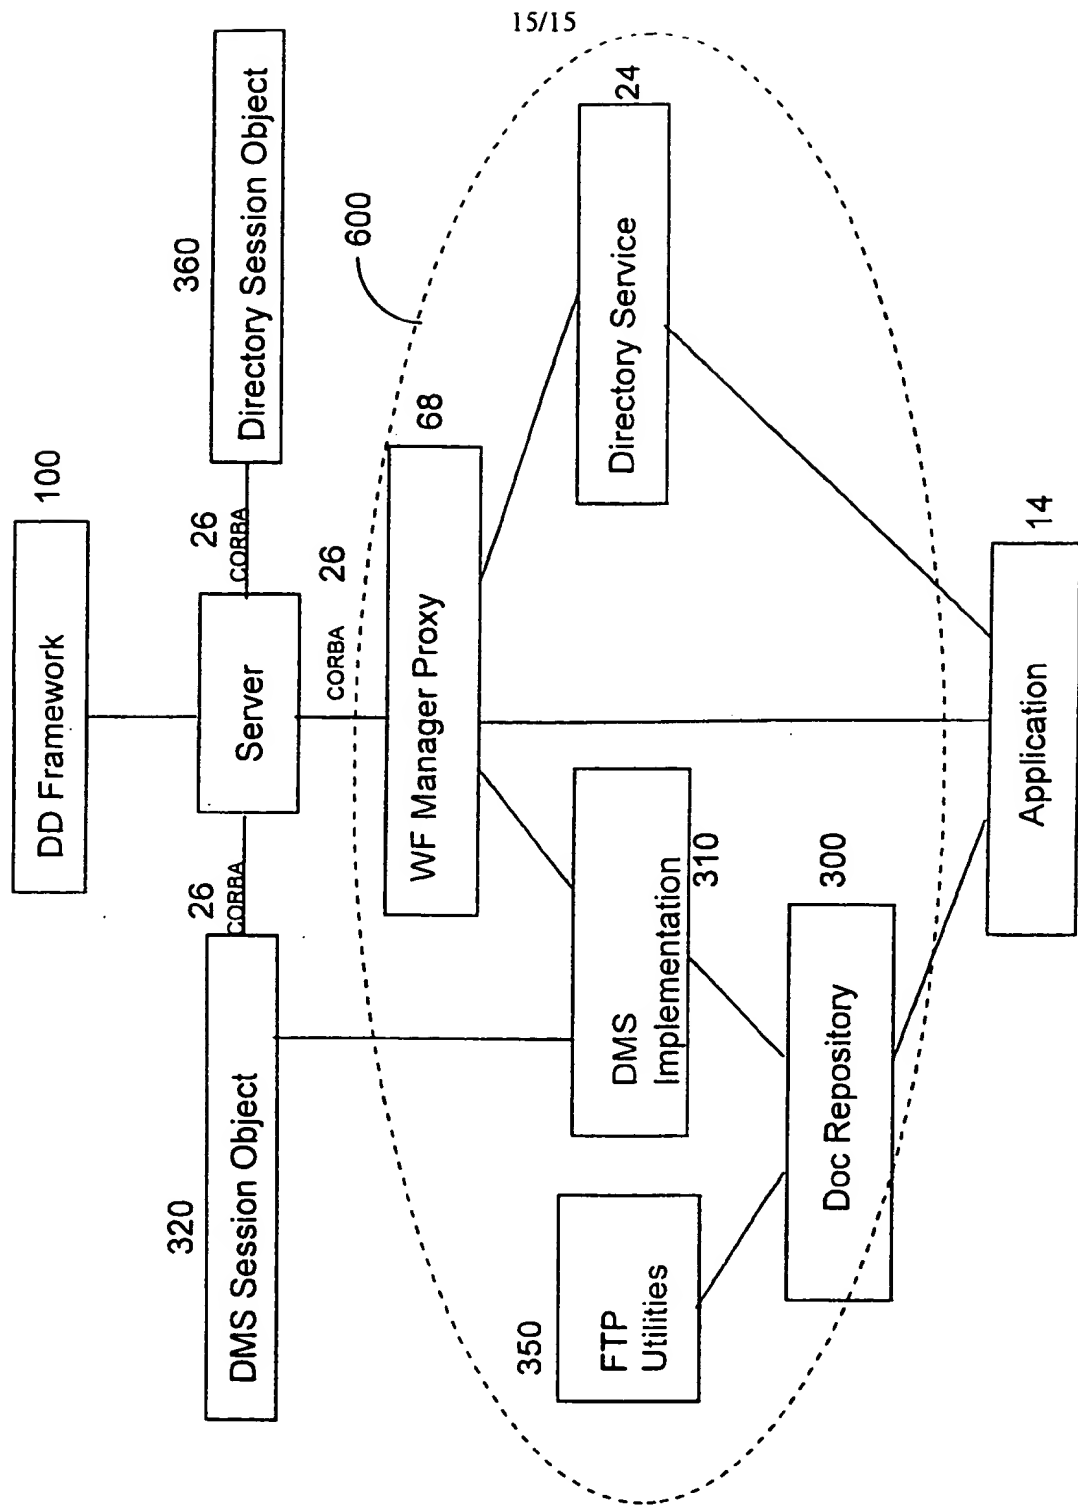 15/15
DD Framework
100
320
DMS Session Object
26
CORBA
Server
26
CORBA
360
Directory Session Object
CORBA
26
600
WF Manager Proxy
68
350
FTP
Utilities
DMS
Implementation
310
Directory Service
24
Doc Repository
300
Application
14